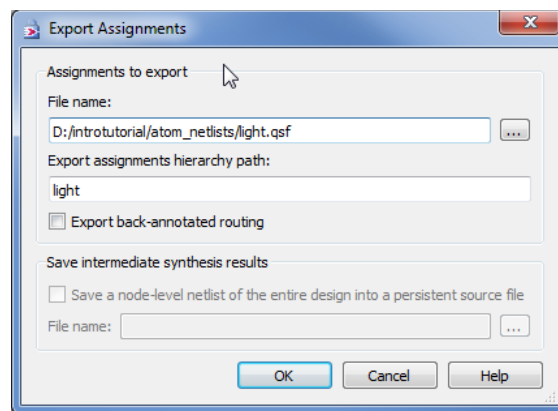 Export Assignments
Assignments to export
File name:
D:/introtutorial/atom_netlists/light.qsf
...
Export assignments hierarchy path:
light
Export back-annotated routing
Save intermediate synthesis results
Save a node-level netlist of the entire design into a persistent source file
File name:
...
OK Cancel Help